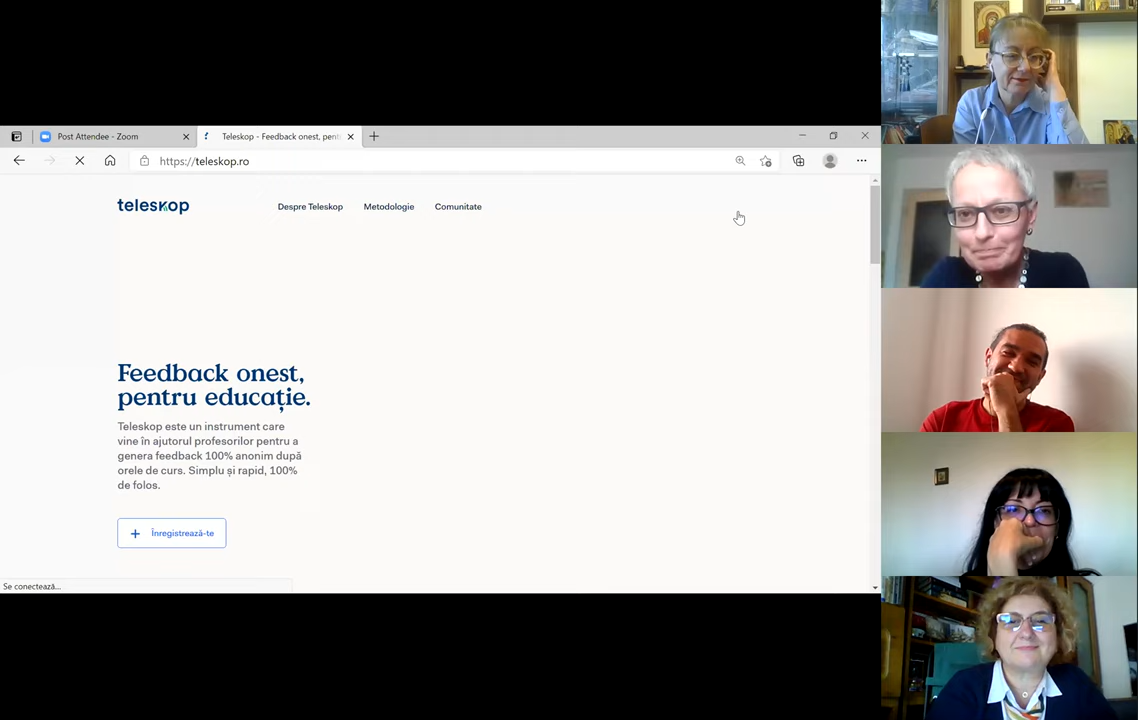 Post Attendee - Zoom
Teleskop - Feedback onest, pent
https://teleskop.ro
teleskop
Despre Teleskop
Metodologie
Comunitate
Feedback onest,
pentru educație.
Teleskop este un instrument care
vine în ajutorul profesorilor pentru a
genera feedback 100% anonim după
orele de curs. Simplu și rapid, 100%
de folos.
+ Înregistrează-te
Se conectează...